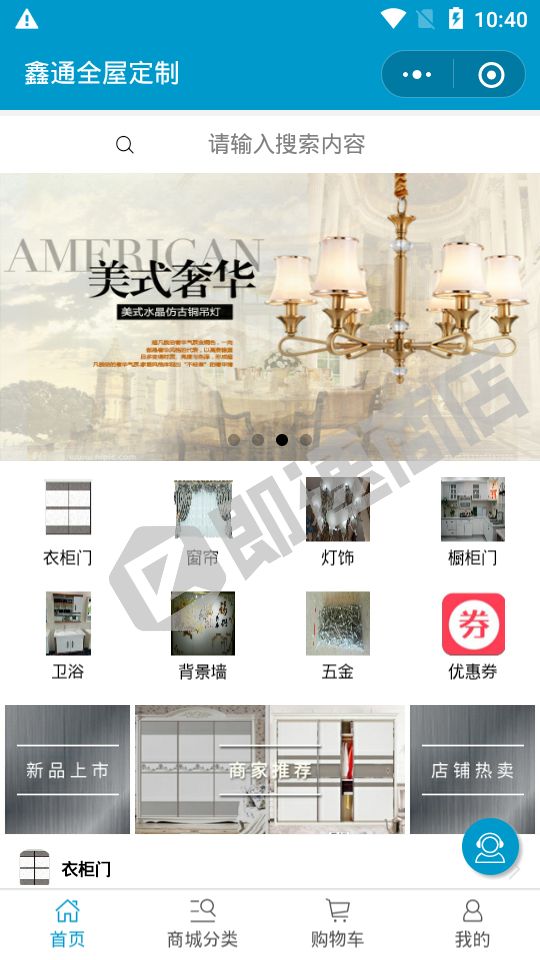 10:40
鑫通全屋定制
请输入搜索内容
AMERICAN
美式奢华
美式水晶仿古铜吊灯
即速商店
衣柜门
窗帘
灯饰
橱柜门
卫浴
背景墙
五金
券
优惠券
新品上市
商家推荐
店铺热卖
衣柜门
首页
商城分类
购物车
我的